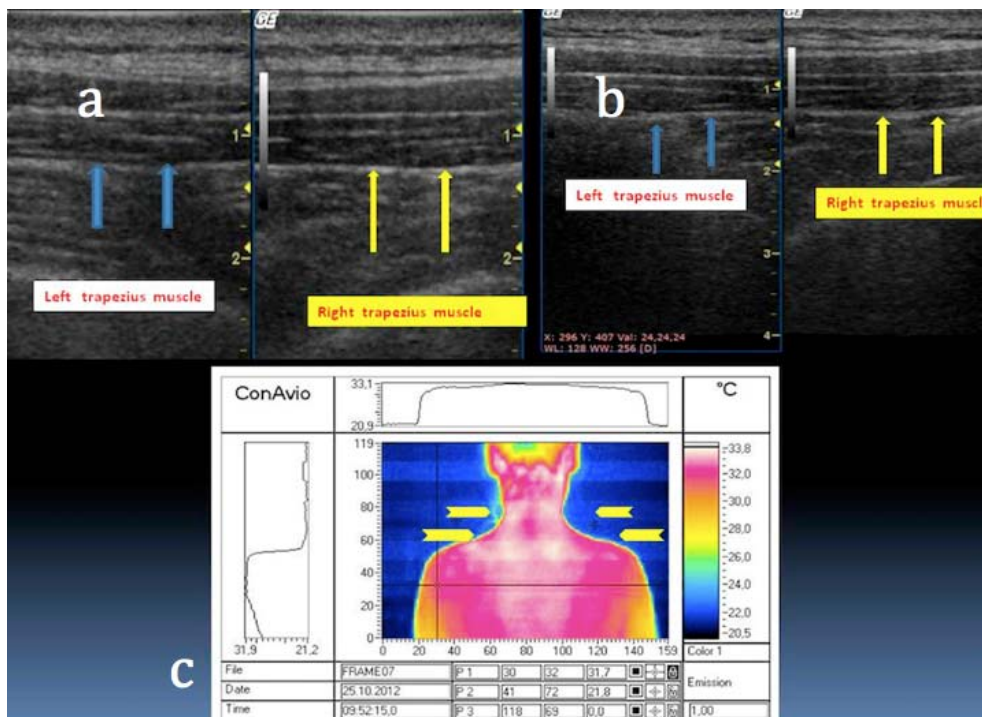 GE
a
1
2
Left trapezius muscle
Right trapezius muscle
b
1
2
3
4
Left trapezius muscle
Right trapezius muscl
X: 296 Y: 407 Val: 24,24,24
WL: 128 WW: 256 [D]
c
ConAvio
33,1
20,9
°C
119
100
80
60
40
20
0
0
20
40
60
80
100
120
140
159
31,9
21,2
33,8
32,0
30,0
28,0
26,0
24,0
22,0
20,5
Color 1
File
FRAME07
P 1
30
32
31,7
Emission
Date
25.10.2012
P 2
41
72
21,8
Time
09:52:15,0
P 3
118
69
0,0
1,00